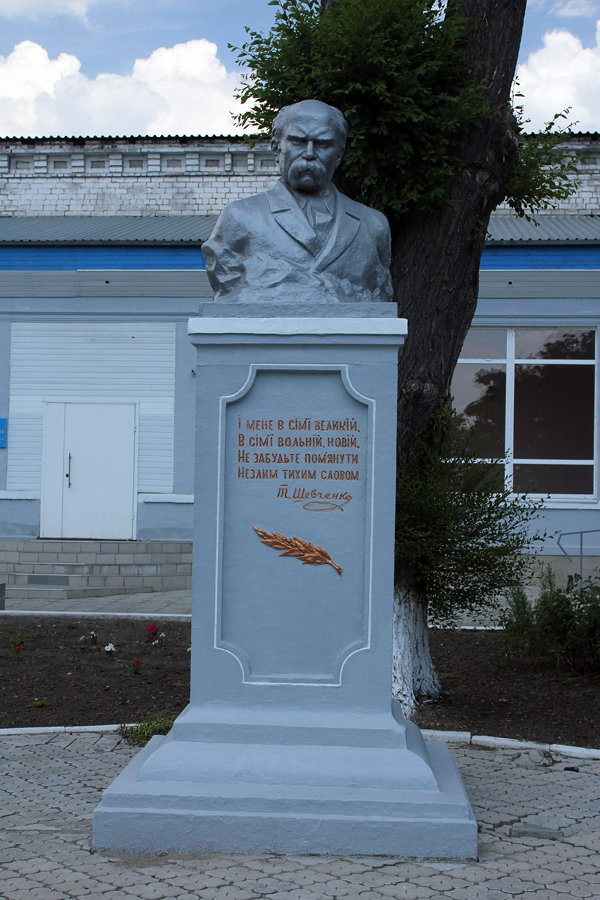 І МЕНЕ В СІМ'Ї ВЕЛИКІЙ,
В СІМ'Ї ВОЛЬНІЙ, НОВІЙ,
НЕ ЗАБУДЬТЕ ПОМ'ЯНУТИ
НЕЗЛИМ ТИХИМ СЛОВОМ.
Т. Шевченко